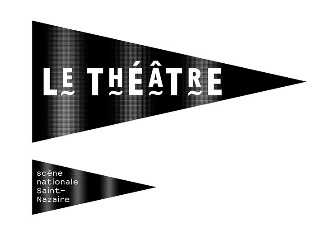 LE THÉÂTRE
scène
nationale
Saint-
Nazaire